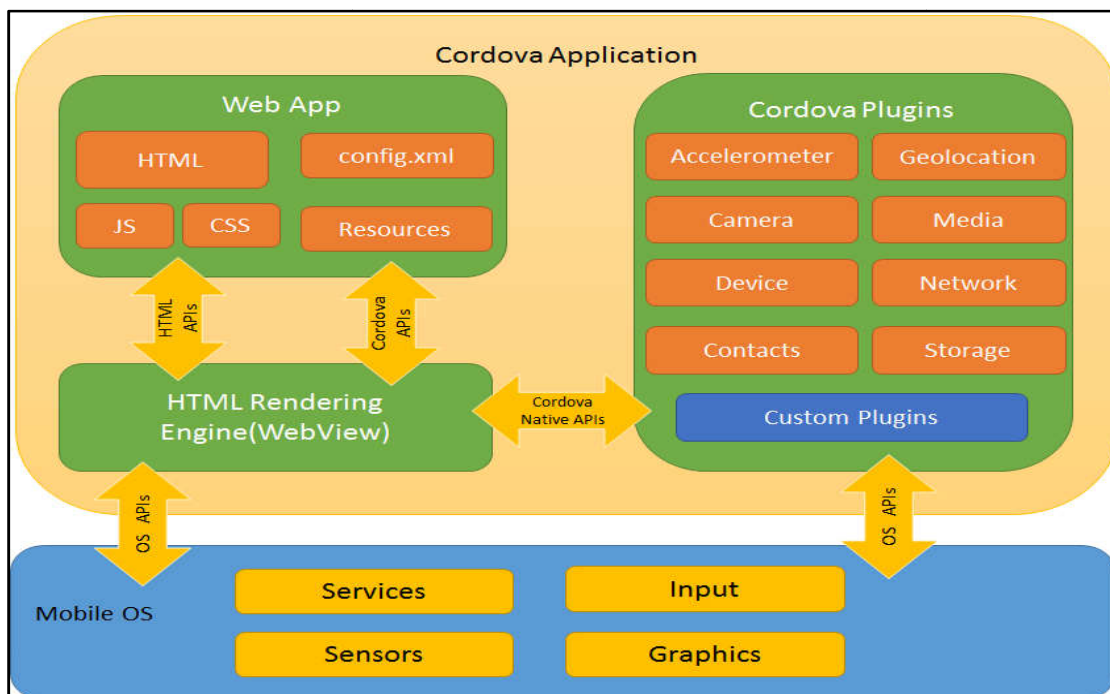 Cordova Application
Web App
HTML
config.xml
JS
CSS
Resources
HTML
APIs
Cordova
APIs
HTML Rendering
Engine(WebView)
Cordova
Native APIs
Cordova Plugins
Accelerometer
Geolocation
Camera
Media
Device
Network
Contacts
Storage
Custom Plugins
OS APIs
OS APIs
Mobile OS
Services
Input
Sensors
Graphics